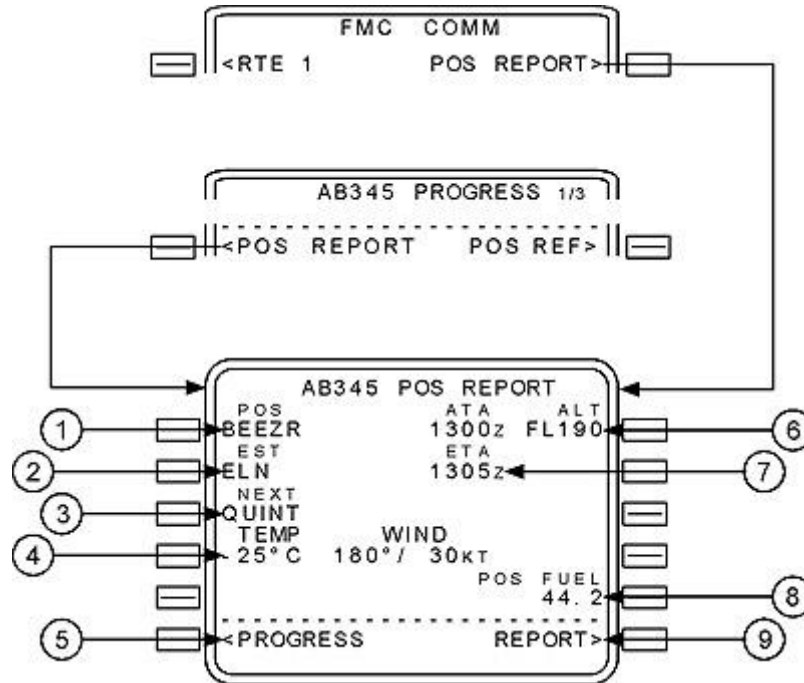 FMC COMM
<RTE 1 POS REPORT>
AB345 PROGRESS 1/3
<POS REPORT POS REF>
AB345 POS REPORT
POS ATA ALT
1 BEEZR 1300z FL190 6
EST ETA
2 ELN 1305z 7
NEXT
3 QUINT
TEMP WIND
4 -25°C 180°/ 30KT
POS FUEL
44.2 8
5 <PROGRESS REPORT> 9